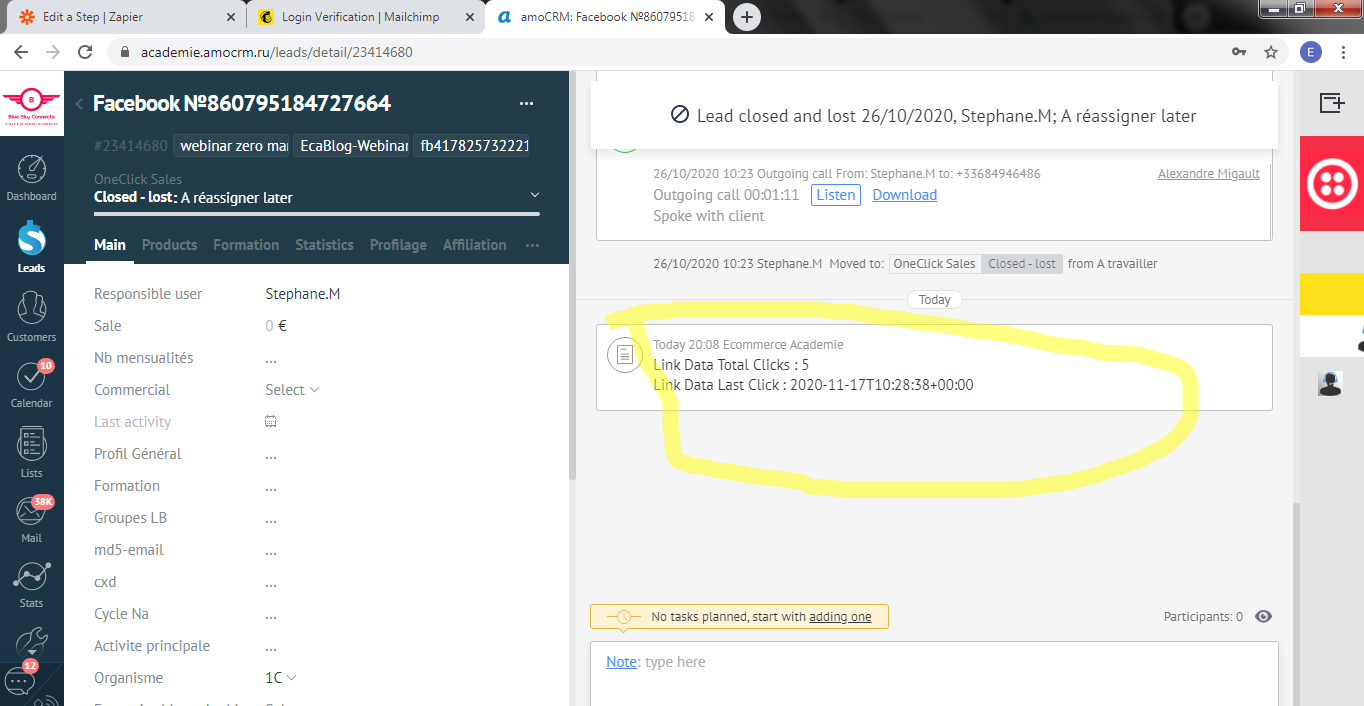 Edit a Step | Zapier
Login Verification | Mailchimp
amoCRM: Facebook №86079518
academie.amocrm.ru/leads/detail/23414680
E
B
Blue Sky Connects
Dashboard
Leads
Customers
10
Calendar
Lists
38K
Mail
Stats
12
Facebook №860795184727664
#23414680
webinar zero mar
EcaBlog-Webinar
fb417825732221
OneClick Sales
Closed - lost: A réassigner later
Main Products Formation Statistics Profilage Affiliation
Responsible user Stephane.M
Sale 0 €
Nb mensualités ...
Commercial Select
Last activity
Profil Général ...
Formation ...
Groupes LB ...
md5-email ...
cxd ...
Cycle Na ...
Activite principale ...
Organisme 1C
Lead closed and lost 26/10/2020, Stephane.M; A réassigner later
26/10/2020 10:23 Outgoing call From: Stephane.M to: +33684946486 Alexandre Migault
Outgoing call 00:01:11 Listen Download
Spoke with client
26/10/2020 10:23 Stephane.M Moved to: OneClick Sales Closed - lost from A travailler
Today
Today 20:08 Ecommerce Academie
Link Data Total Clicks : 5
Link Data Last Click : 2020-11-17T10:28:38+00:00
No tasks planned, start with adding one
Participants: 0
Note: type here